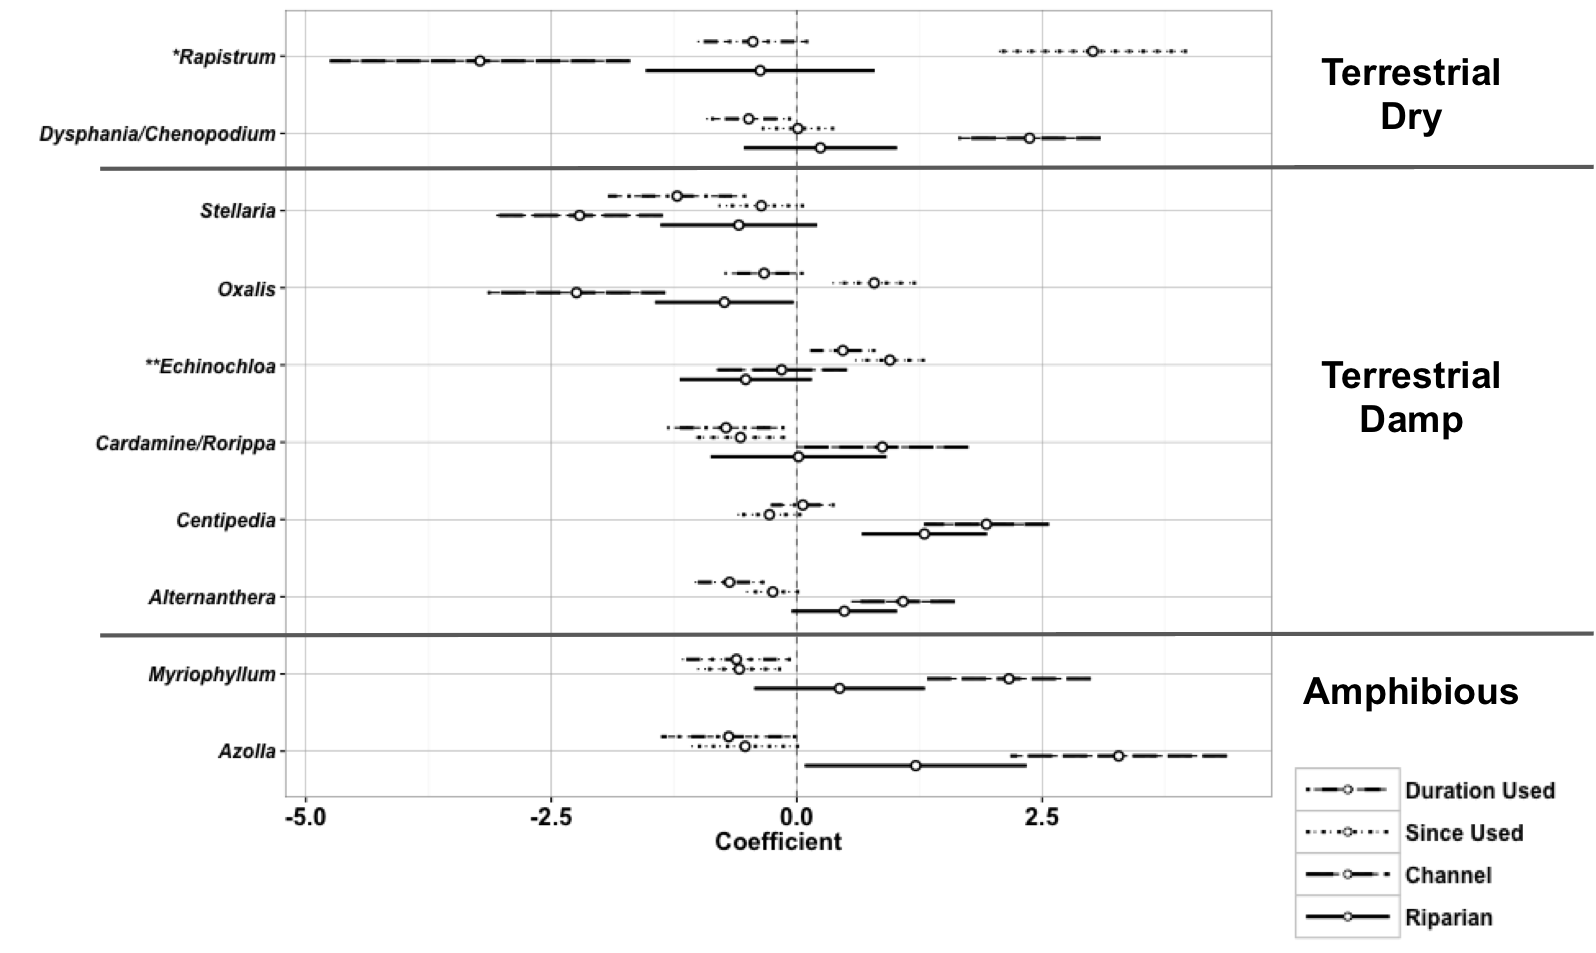 *Rapistrum
Dysphania/Chenopodium
Terrestrial
Dry
Stellaria
Oxalis
**Echinochloa
Cardamine/Rorippa
Centipedia
Alternanthera
Terrestrial
Damp
Myriophyllum
Azolla
Amphibious
-5.0 -2.5 0.0 2.5
Coefficient
Duration Used
Since Used
Channel
Riparian